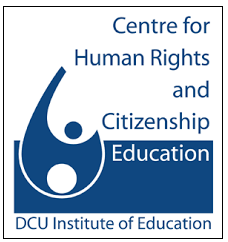 Centre for
Human Rights
and
Citizenship
Education
DCU Institute of Education